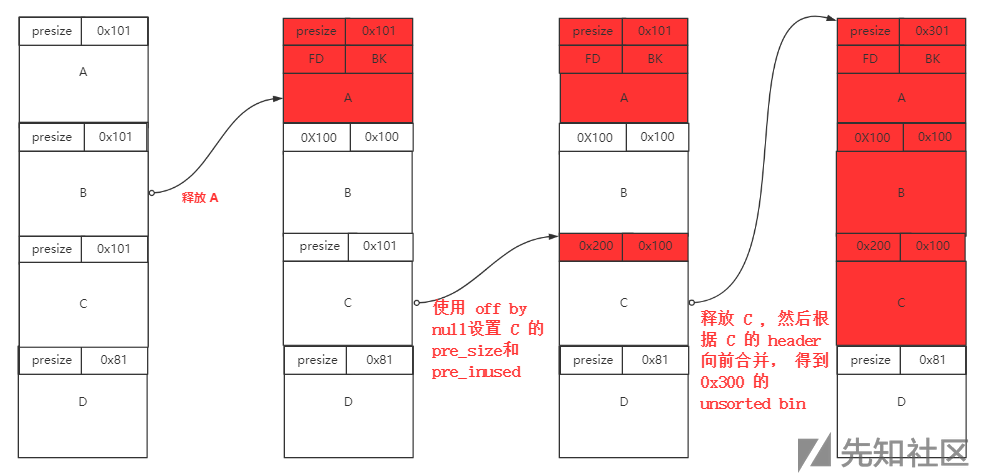 presize 0x101
A
presize 0x101
B
presize 0x101
C
presize 0x81
D
释放 A
presize 0x101
FD BK
A
0X100 0x100
B
presize 0x101
C
presize 0x81
D
使用 off by
null设置 C 的
pre_size和
pre_inused
presize 0x101
FD BK
A
0X100 0x100
B
0x200 0x100
C
presize 0x81
D
释放 C ，然后根
据 C 的 header
向前合并， 得到
0x300 的
unsorted bin
presize 0x301
FD BK
A
0X100 0x100
B
0x200 0x100
C
presize 0x81
D
先知社区